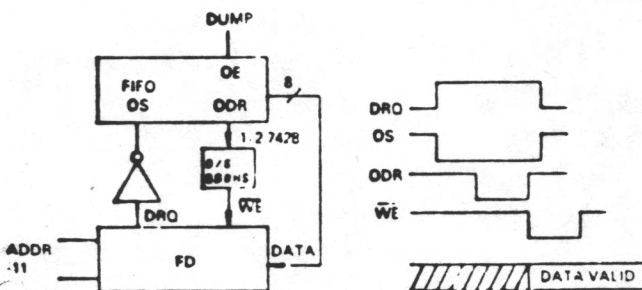 DUMP
8
OE
FIFO
OS
ODR
1-2 7428
O/S
DRQ
WE
ADDR
-11
FD
DATA
DRQ
OS
ODR
WE
DATA VALID